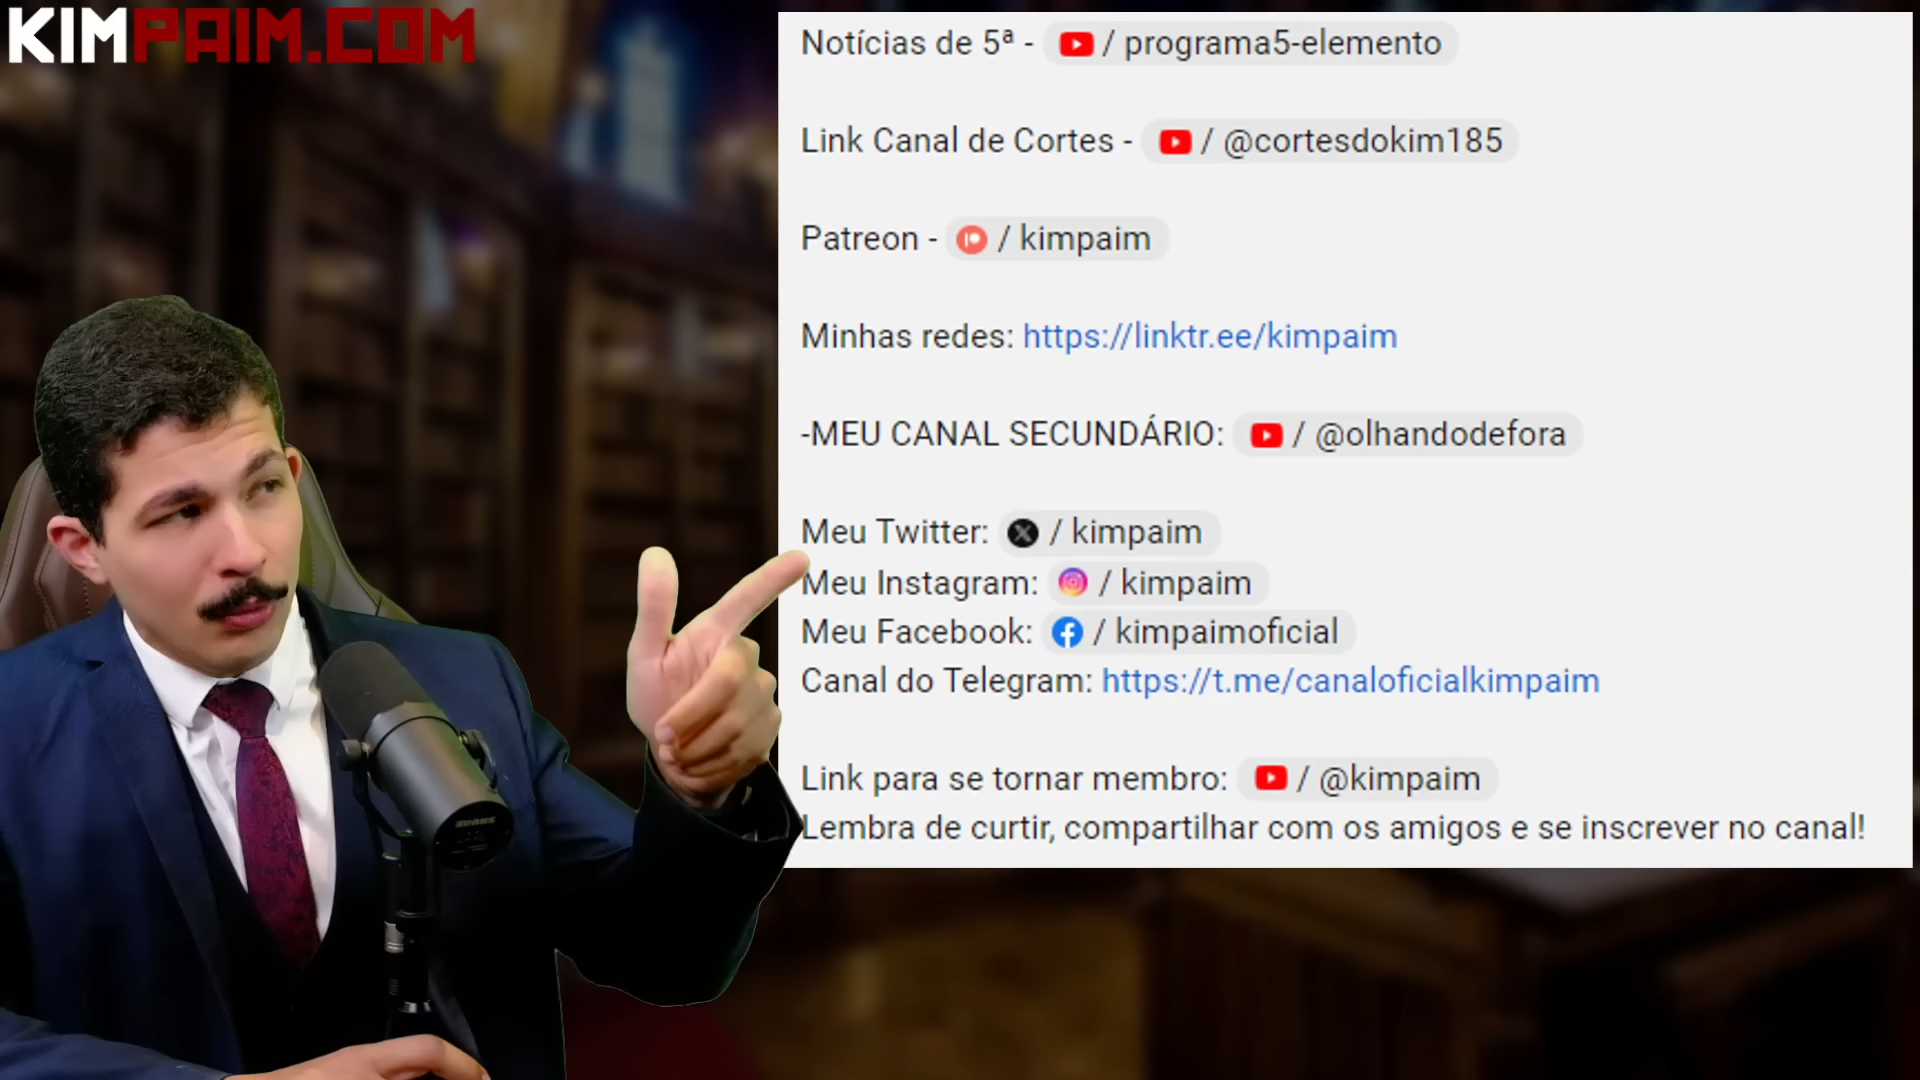 KIMPAIM.COM
Notícias de 5ª - / programa5-elemento
Link Canal de Cortes - / @cortesdokim185
Patreon - / kimpaim
Minhas redes: https://linktr.ee/kimpaim
-MEU CANAL SECUNDÁRIO: / @olhandodefora
Meu Twitter: / kimpaim
Meu Instagram: / kimpaim
Meu Facebook: / kimpaimoficial
Canal do Telegram: https://t.me/canaloficialkimpaim
Link para se tornar membro: / @kimpaim
Lembra de curtir, compartilhar com os amigos e se inscrever no canal!